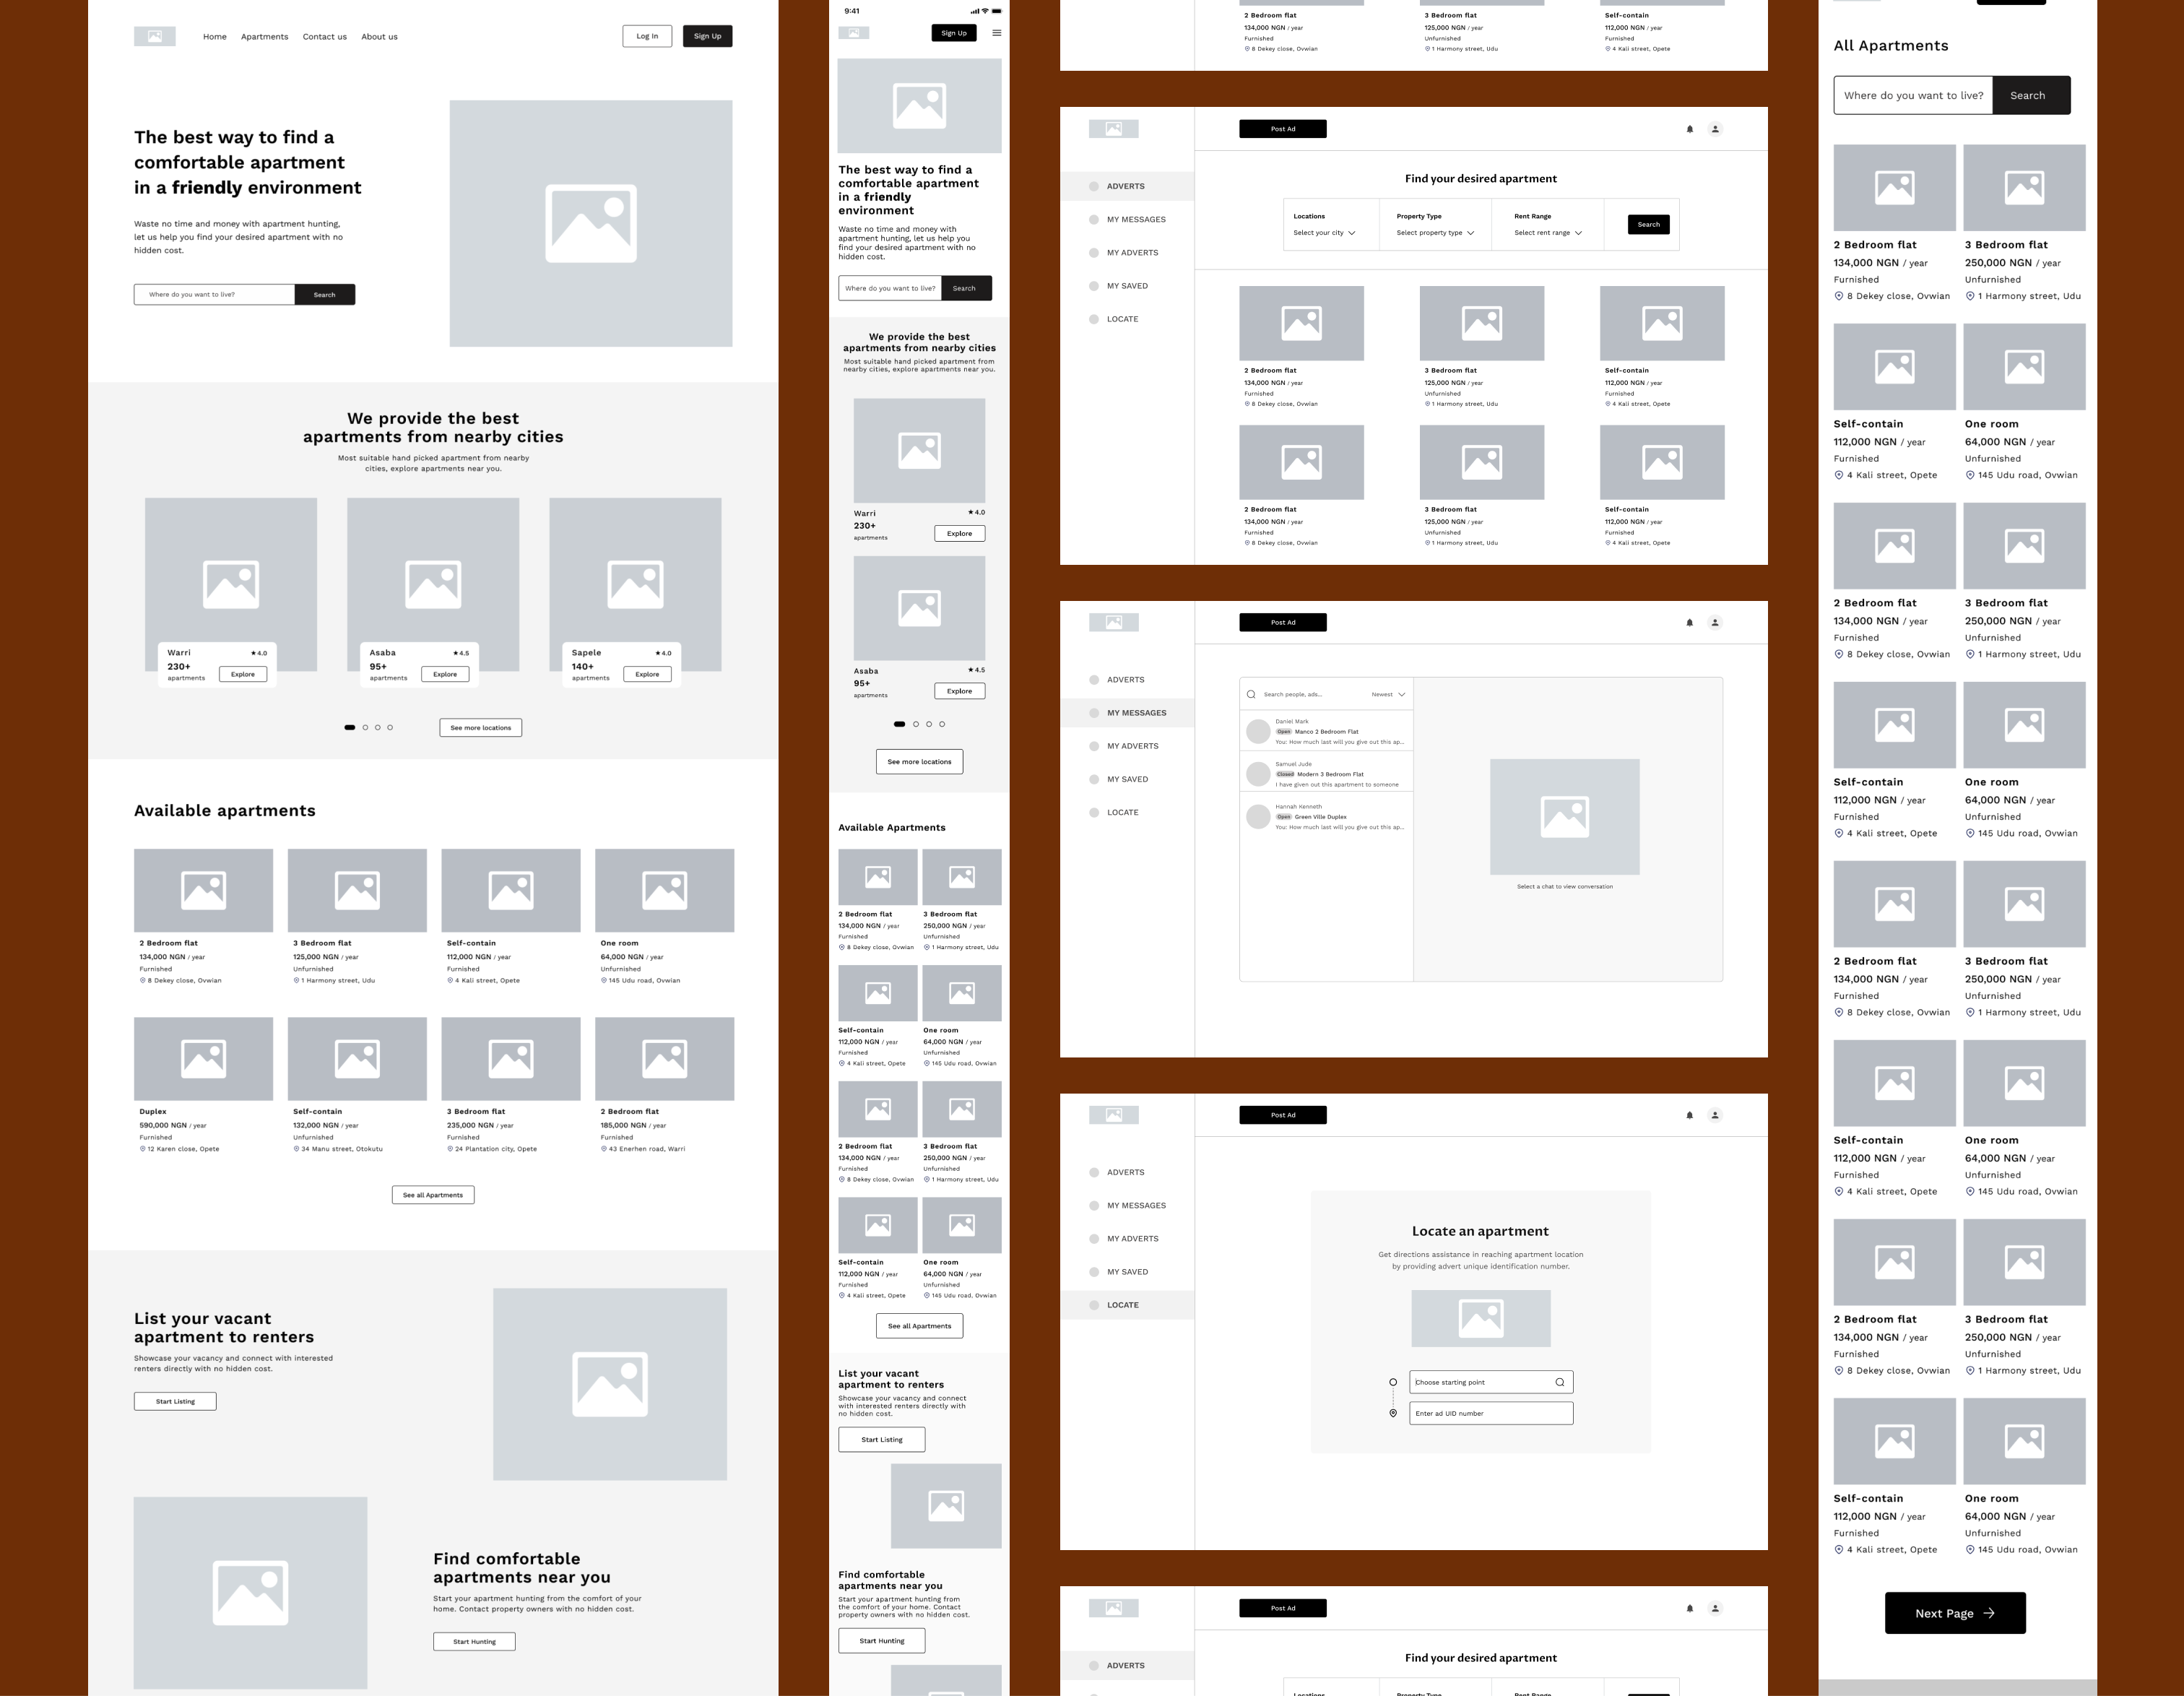 Home Apartments Contact us About us Log In Sign Up
The best way to find a
comfortable apartment
in a friendly environment
Waste no time and money with apartment hunting,
let us help you find your desired apartment with no
hidden cost.
Where do you want to live? Search
We provide the best
apartments from nearby cities
Most suitable hand picked apartment from nearby
cities, explore apartments near you.
Warri ★4.0
230+
apartments Explore
Asaba ★4.5
95+
apartments Explore
Sapele ★4.0
140+
apartments Explore
See more locations
Available apartments
2 Bedroom flat
134,000 NGN / year
Furnished
8 Dekey close, Ovwian
3 Bedroom flat
125,000 NGN / year
Unfurnished
1 Harmony street, Udu
Self-contain
112,000 NGN / year
Furnished
4 Kali street, Opete
One room
64,000 NGN / year
Unfurnished
145 Udu road, Ovwian
Duplex
590,000 NGN / year
Furnished
12 Karen close, Opete
Self-contain
132,000 NGN / year
Unfurnished
34 Manu street, Otokutu
3 Bedroom flat
235,000 NGN / year
Furnished
24 Plantation city, Opete
2 Bedroom flat
185,000 NGN / year
Furnished
43 Enerhen road, Warri
See all Apartments
List your vacant
apartment to renters
Showcase your vacancy and connect with interested
renters directly with no hidden cost.
Start Listing
Find comfortable
apartments near you
Start your apartment hunting from the comfort of your
home. Contact property owners with no hidden cost.
Start Hunting
9:41
Sign Up
The best way to find a
comfortable apartment
in a friendly
environment
Waste no time and money with
apartment hunting, let us help you
find your desired apartment with no
hidden cost.
Where do you want to live? Search
We provide the best
apartments from nearby cities
Most suitable hand picked apartment from
nearby cities, explore apartments near you.
Warri ★4.0
230+
apartments Explore
Asaba ★4.5
95+
apartments Explore
See more locations
Available Apartments
2 Bedroom flat
134,000 NGN / year
Furnished
8 Dekey close, Ovwian
3 Bedroom flat
250,000 NGN / year
Unfurnished
1 Harmony street, Udu
Self-contain
112,000 NGN / year
Furnished
4 Kali street, Opete
One room
64,000 NGN / year
Unfurnished
145 Udu road, Ovwian
2 Bedroom flat
134,000 NGN / year
Furnished
8 Dekey close, Ovwian
3 Bedroom flat
250,000 NGN / year
Unfurnished
1 Harmony street, Udu
Self-contain
112,000 NGN / year
Furnished
4 Kali street, Opete
One room
64,000 NGN / year
Unfurnished
145 Udu road, Ovwian
See all Apartments
List your vacant
apartment to renters
Showcase your vacancy and connect
with interested renters directly with
no hidden cost.
Start Listing
Find comfortable
apartments near you
Start your apartment hunting from
the comfort of your home. Contact
property owners with no hidden cost.
Start Hunting
2 Bedroom flat
134,000 NGN / year
Furnished
8 Dekey close, Ovwian
3 Bedroom flat
125,000 NGN / year
Unfurnished
1 Harmony street, Udu
Self-contain
112,000 NGN / year
Furnished
4 Kali street, Opete
Post Ad
ADVERTS
MY MESSAGES
MY ADVERTS
MY SAVED
LOCATE
Find your desired apartment
Locations
Select your city
Property Type
Select property type
Rent Range
Select rent range
Search
2 Bedroom flat
134,000 NGN / year
Furnished
8 Dekey close, Ovwian
3 Bedroom flat
125,000 NGN / year
Unfurnished
1 Harmony street, Udu
Self-contain
112,000 NGN / year
Furnished
4 Kali street, Opete
2 Bedroom flat
134,000 NGN / year
Furnished
8 Dekey close, Ovwian
3 Bedroom flat
125,000 NGN / year
Unfurnished
1 Harmony street, Udu
Self-contain
112,000 NGN / year
Furnished
4 Kali street, Opete
Post Ad
ADVERTS
MY MESSAGES
MY ADVERTS
MY SAVED
LOCATE
Search people, ads... Newest
Daniel Mark
Open Manco 2 Bedroom Flat
You: How much last will you give out this ap...
Samuel Jude
Closed Modern 3 Bedroom Flat
I have given out this apartment to someone
Hannah Kenneth
Open Green Ville Duplex
You: How much last will you give out this ap...
Select a chat to view conversation
Post Ad
ADVERTS
MY MESSAGES
MY ADVERTS
MY SAVED
LOCATE
Locate an apartment
Get directions assistance in reaching apartment location
by providing advert unique identification number.
Choose starting point
Enter ad UID number
Post Ad
ADVERTS
Find your desired apartment
Locations Property Type Rent Range
All Apartments
Where do you want to live? Search
2 Bedroom flat
134,000 NGN / year
Furnished
8 Dekey close, Ovwian
3 Bedroom flat
250,000 NGN / year
Unfurnished
1 Harmony street, Udu
Self-contain
112,000 NGN / year
Furnished
4 Kali street, Opete
One room
64,000 NGN / year
Unfurnished
145 Udu road, Ovwian
2 Bedroom flat
134,000 NGN / year
Furnished
8 Dekey close, Ovwian
3 Bedroom flat
250,000 NGN / year
Unfurnished
1 Harmony street, Udu
Self-contain
112,000 NGN / year
Furnished
4 Kali street, Opete
One room
64,000 NGN / year
Unfurnished
145 Udu road, Ovwian
2 Bedroom flat
134,000 NGN / year
Furnished
8 Dekey close, Ovwian
3 Bedroom flat
250,000 NGN / year
Unfurnished
1 Harmony street, Udu
Self-contain
112,000 NGN / year
Furnished
4 Kali street, Opete
One room
64,000 NGN / year
Unfurnished
145 Udu road, Ovwian
2 Bedroom flat
134,000 NGN / year
Furnished
8 Dekey close, Ovwian
3 Bedroom flat
250,000 NGN / year
Unfurnished
1 Harmony street, Udu
Self-contain
112,000 NGN / year
Furnished
4 Kali street, Opete
One room
64,000 NGN / year
Unfurnished
145 Udu road, Ovwian
Next Page →